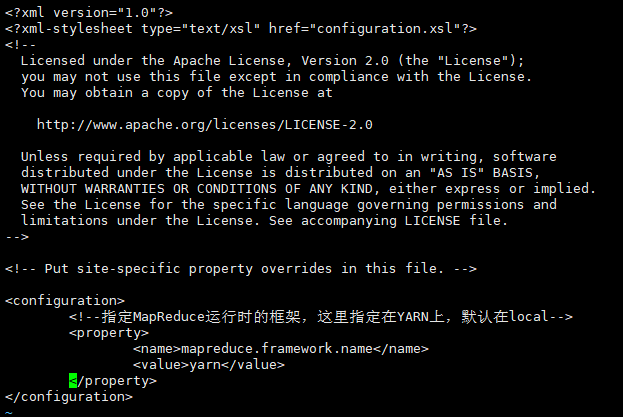 <?xml version="1.0"?>
<?xml-stylesheet type="text/xsl" href="configuration.xsl"?>
<!--
  Licensed under the Apache License, Version 2.0 (the "License");
  you may not use this file except in compliance with the License.
  You may obtain a copy of the License at

    http://www.apache.org/licenses/LICENSE-2.0

  Unless required by applicable law or agreed to in writing, software
  distributed under the License is distributed on an "AS IS" BASIS,
  WITHOUT WARRANTIES OR CONDITIONS OF ANY KIND, either express or implied.
  See the License for the specific language governing permissions and
  limitations under the License. See accompanying LICENSE file.
-->

<!-- Put site-specific property overrides in this file. -->

<configuration>
        <!--指定MapReduce运行时的框架，这里指定在YARN上，默认在local-->
        <property>
                <name>mapreduce.framework.name</name>
                <value>yarn</value>
        </property>
</configuration>
~